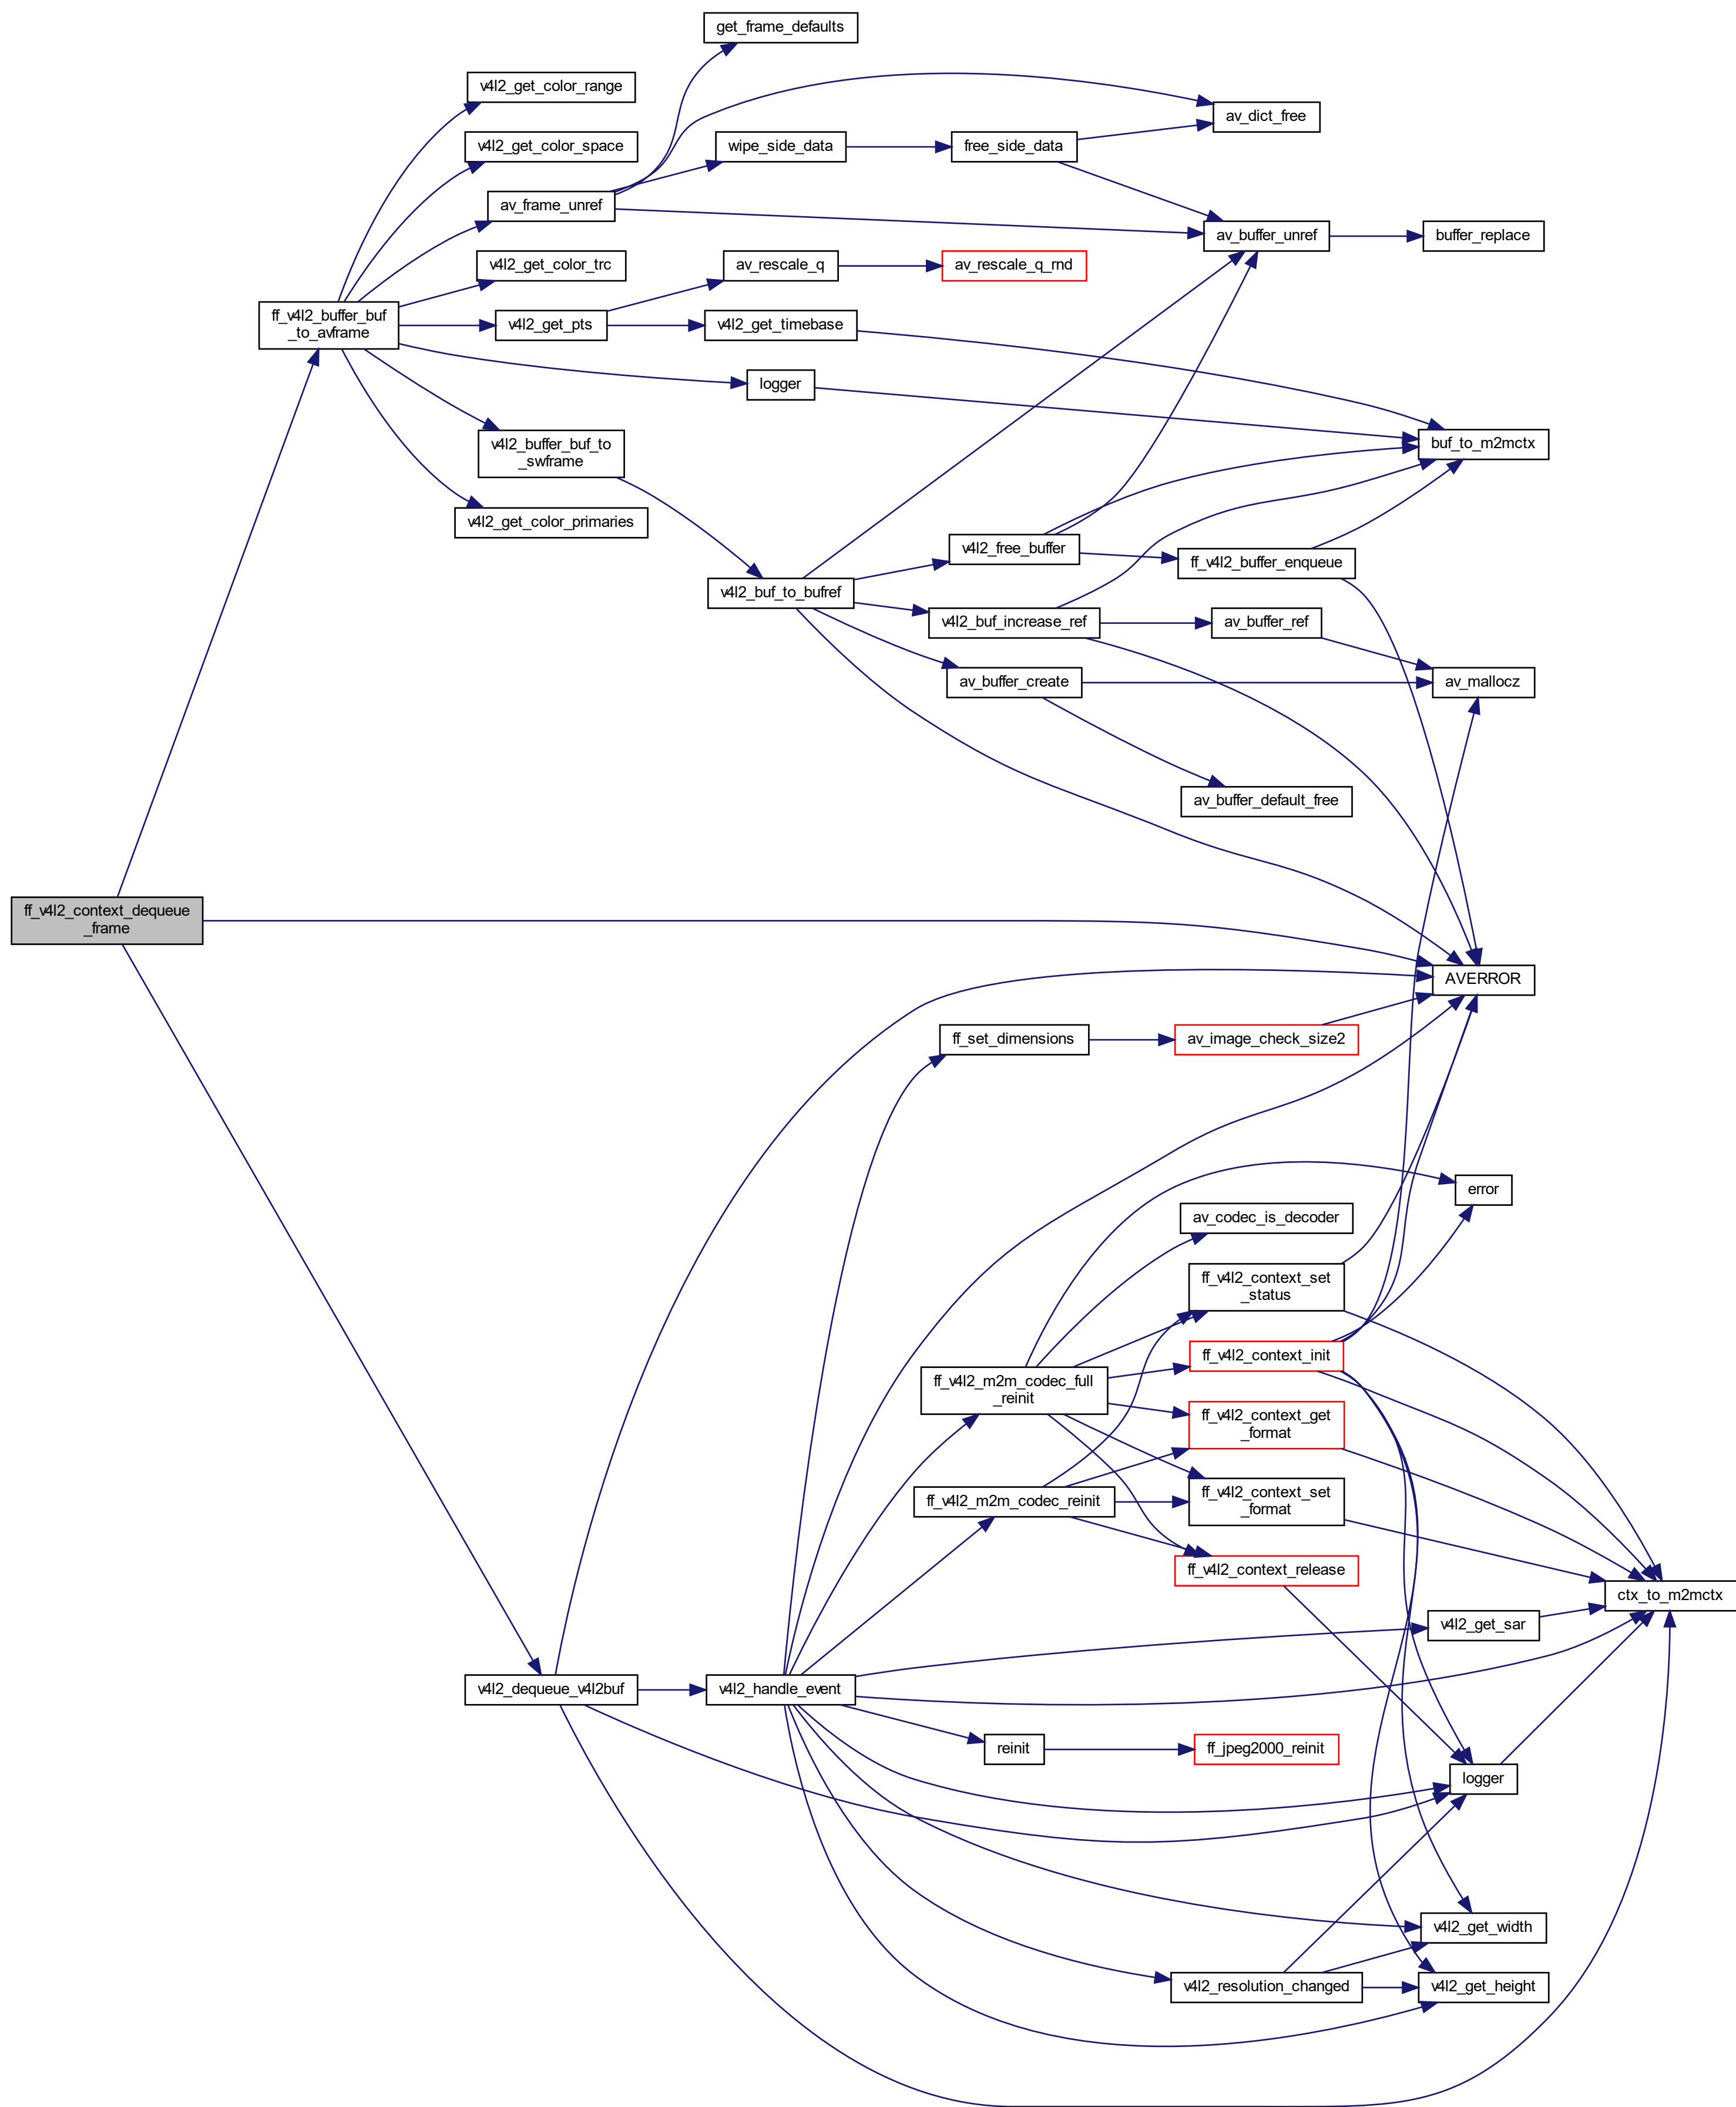 get_frame_defaults
v4l2_get_color_range
av_dict_free
v4l2_get_color_space
wipe_side_data
free_side_data
av_frame_unref
av_buffer_unref
buffer_replace
v4l2_get_color_trc
av_rescale_q
av_rescale_q_rnd
ff_v4l2_buffer_buf
_to_avframe
v4l2_get_pts
v4l2_get_timebase
logger
buf_to_m2mctx
v4l2_buffer_buf_to
_swframe
v4l2_get_color_primaries
v4l2_free_buffer
ff_v4l2_buffer_enqueue
v4l2_buf_to_bufref
v4l2_buf_increase_ref
av_buffer_ref
av_buffer_create
av_mallocz
av_buffer_default_free
ff_v4l2_context_dequeue
_frame
AVERROR
ff_set_dimensions
av_image_check_size2
error
av_codec_is_decoder
ff_v4l2_context_set
_status
ff_v4l2_context_init
ff_v4l2_m2m_codec_full
_reinit
ff_v4l2_context_get
_format
ff_v4l2_m2m_codec_reinit
ff_v4l2_context_set
_format
ff_v4l2_context_release
ctx_to_m2mctx
v4l2_get_sar
v4l2_dequeue_v4l2buf
v4l2_handle_event
reinit
ff_jpeg2000_reinit
logger
v4l2_get_width
v4l2_resolution_changed
v4l2_get_height